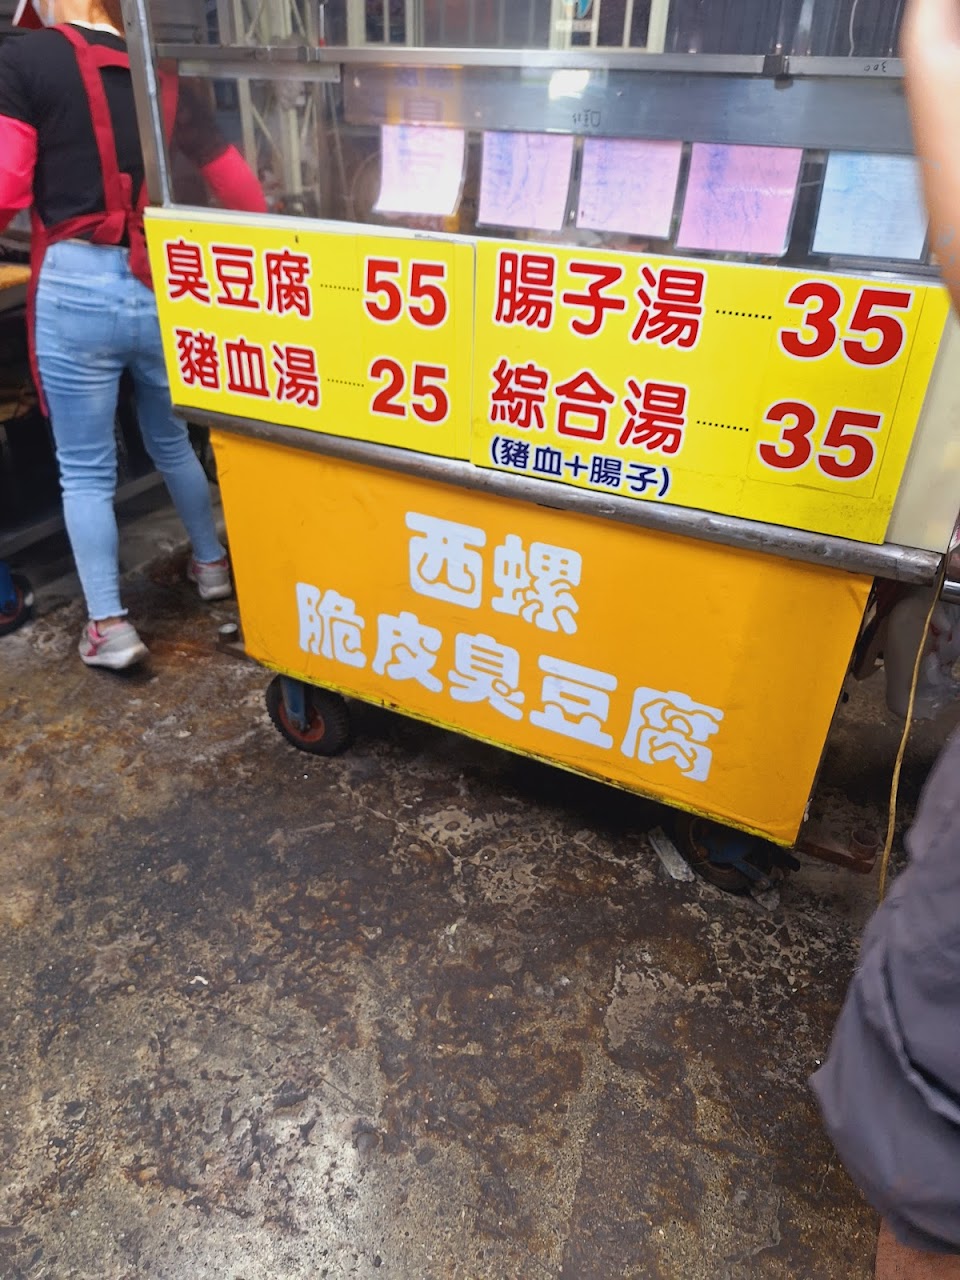 臭豆腐 55
豬血湯 25
腸子湯 35
綜合湯 35
(豬血+腸子)
西螺
脆皮臭豆腐